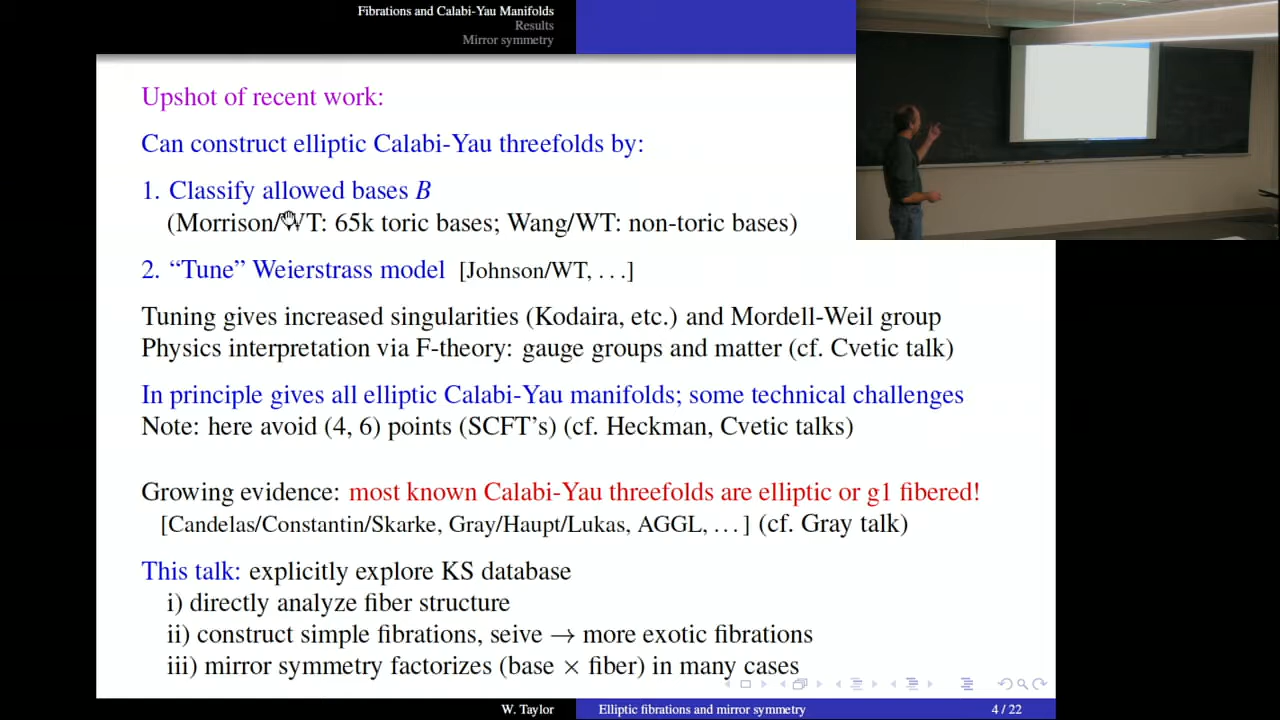 Fibrations and Calabi-Yau Manifolds
Results
Mirror symmetry
Upshot of recent work:
Can construct elliptic Calabi-Yau threefolds by:
1. Classify allowed bases B
(Morrison/WT: 65k toric bases; Wang/WT: non-toric bases)
2. “Tune” Weierstrass model [Johnson/WT, . . .]
Tuning gives increased singularities (Kodaira, etc.) and Mordell-Weil group
Physics interpretation via F-theory: gauge groups and matter (cf. Cvetic talk)
In principle gives all elliptic Calabi-Yau manifolds; some technical challenges
Note: here avoid (4, 6) points (SCFT’s) (cf. Heckman, Cvetic talks)
Growing evidence: most known Calabi-Yau threefolds are elliptic or g1 fibered!
[Candelas/Constantin/Skarke, Gray/Haupt/Lukas, AGGL, . . .] (cf. Gray talk)
This talk: explicitly explore KS database
i) directly analyze fiber structure
ii) construct simple fibrations, seive → more exotic fibrations
iii) mirror symmetry factorizes (base × fiber) in many cases
W. Taylor Elliptic fibrations and mirror symmetry 4 / 22